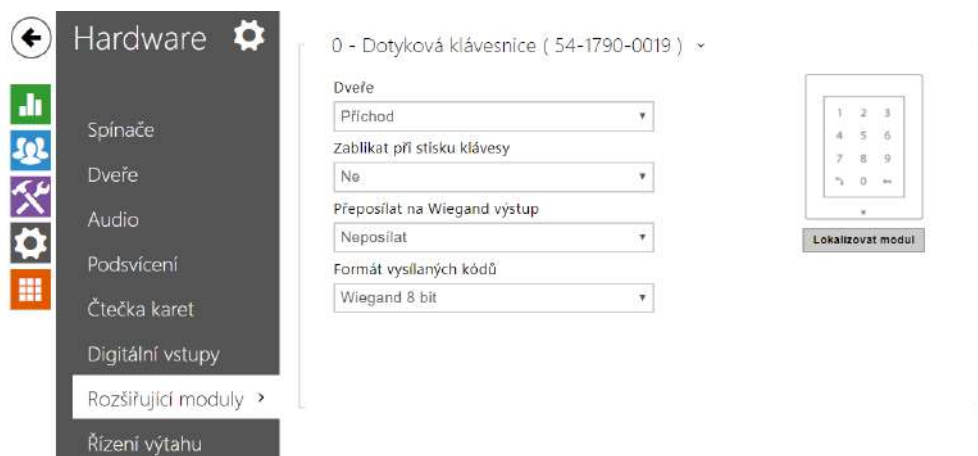 Hardware
Spínače
Dveře
Audio
Podsvícení
Čtečka karet
Digitální vstupy
Rozšiřující moduly
Řízení výtahu
0 - Dotyková klávesnice ( 54-1790-0019 )
Dveře
Příchod
Zablikat při stisku klávesy
Ne
Přeposílat na Wiegand výstup
Neposílat
Formát vysílaných kódů
Wiegand 8 bit
1 2 3
4 5 6
7 8 9
0
Lokalizovat modul